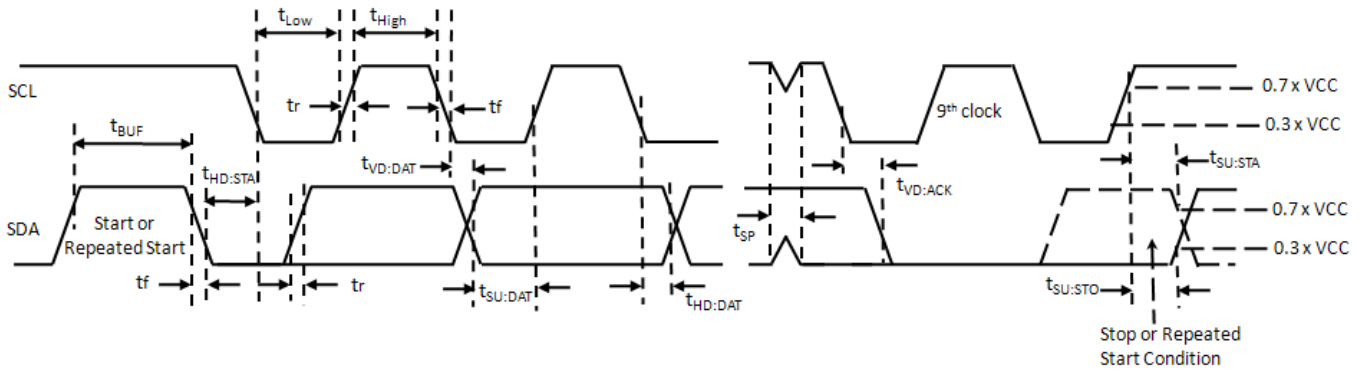 tLow
tHigh
SCL
tr
tf
9th clock
0.7 x VCC
0.3 x VCC
tBUF
tHD:STA
tVD:DAT
tVD:ACK
tSU:STA
SDA
Start or
Repeated Start
tSP
0.7 x VCC
0.3 x VCC
tf
tr
tSU:DAT
tHD:DAT
tSU:STO
Stop or Repeated
Start Condition